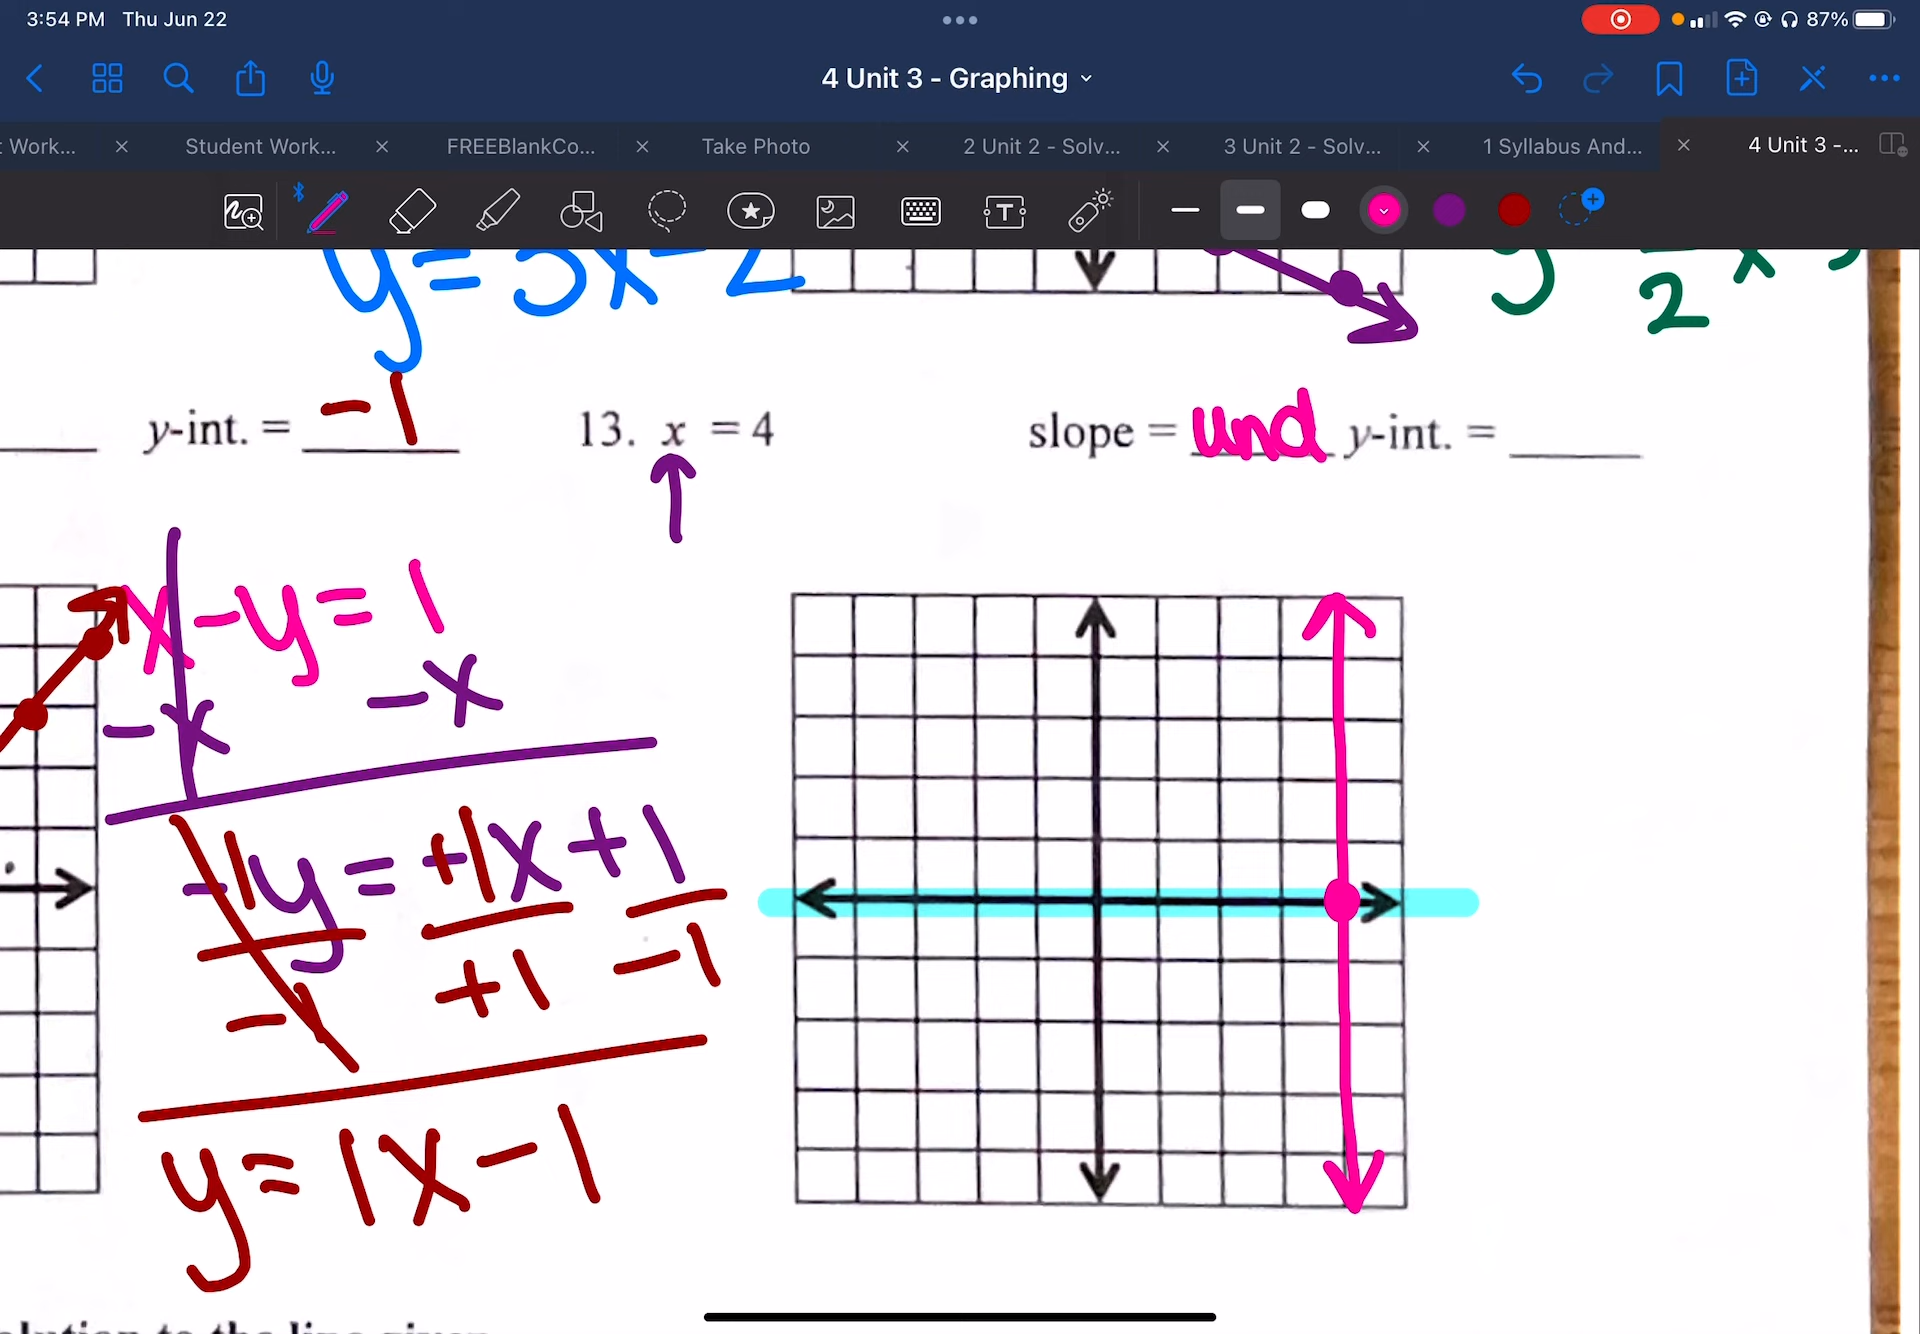 3:54 PM Thu Jun 22
87%
4 Unit 3 - Graphing
t Work...
Student Work...
FREEBlankCo...
Take Photo
2 Unit 2 - Solv...
3 Unit 2 - Solv...
1 Syllabus And...
4 Unit 3 -...
T
y=3x-2
y
2
x
y-int. = -1
13. x = 4
slope = und y-int. = _____
x-y=1
-x -x
-1y=+1x+1
-1 +1 -1
y=1x-1